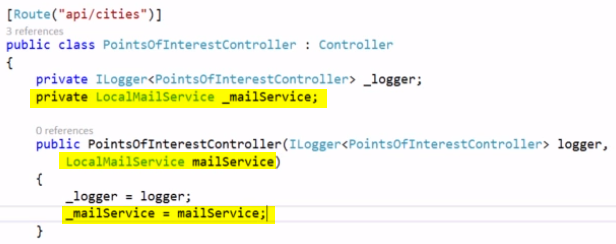 [Route("api/cities")]
3 references
public class PointsOfInterestController : Controller
{
private ILogger<PointsOfInterestController> _logger;
private LocalMailService _mailService;
0 references
public PointsOfInterestController(ILogger<PointsOfInterestController> logger,
LocalMailService mailService)
{
_logger = logger;
_mailService = mailService;
}